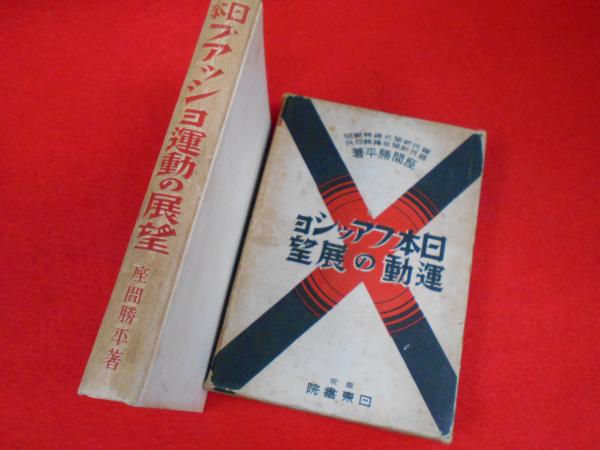 日本ファッショ運動の展望
座間勝平著
座間勝平著
日本ファッショ
運動の展望
東京
日東書院